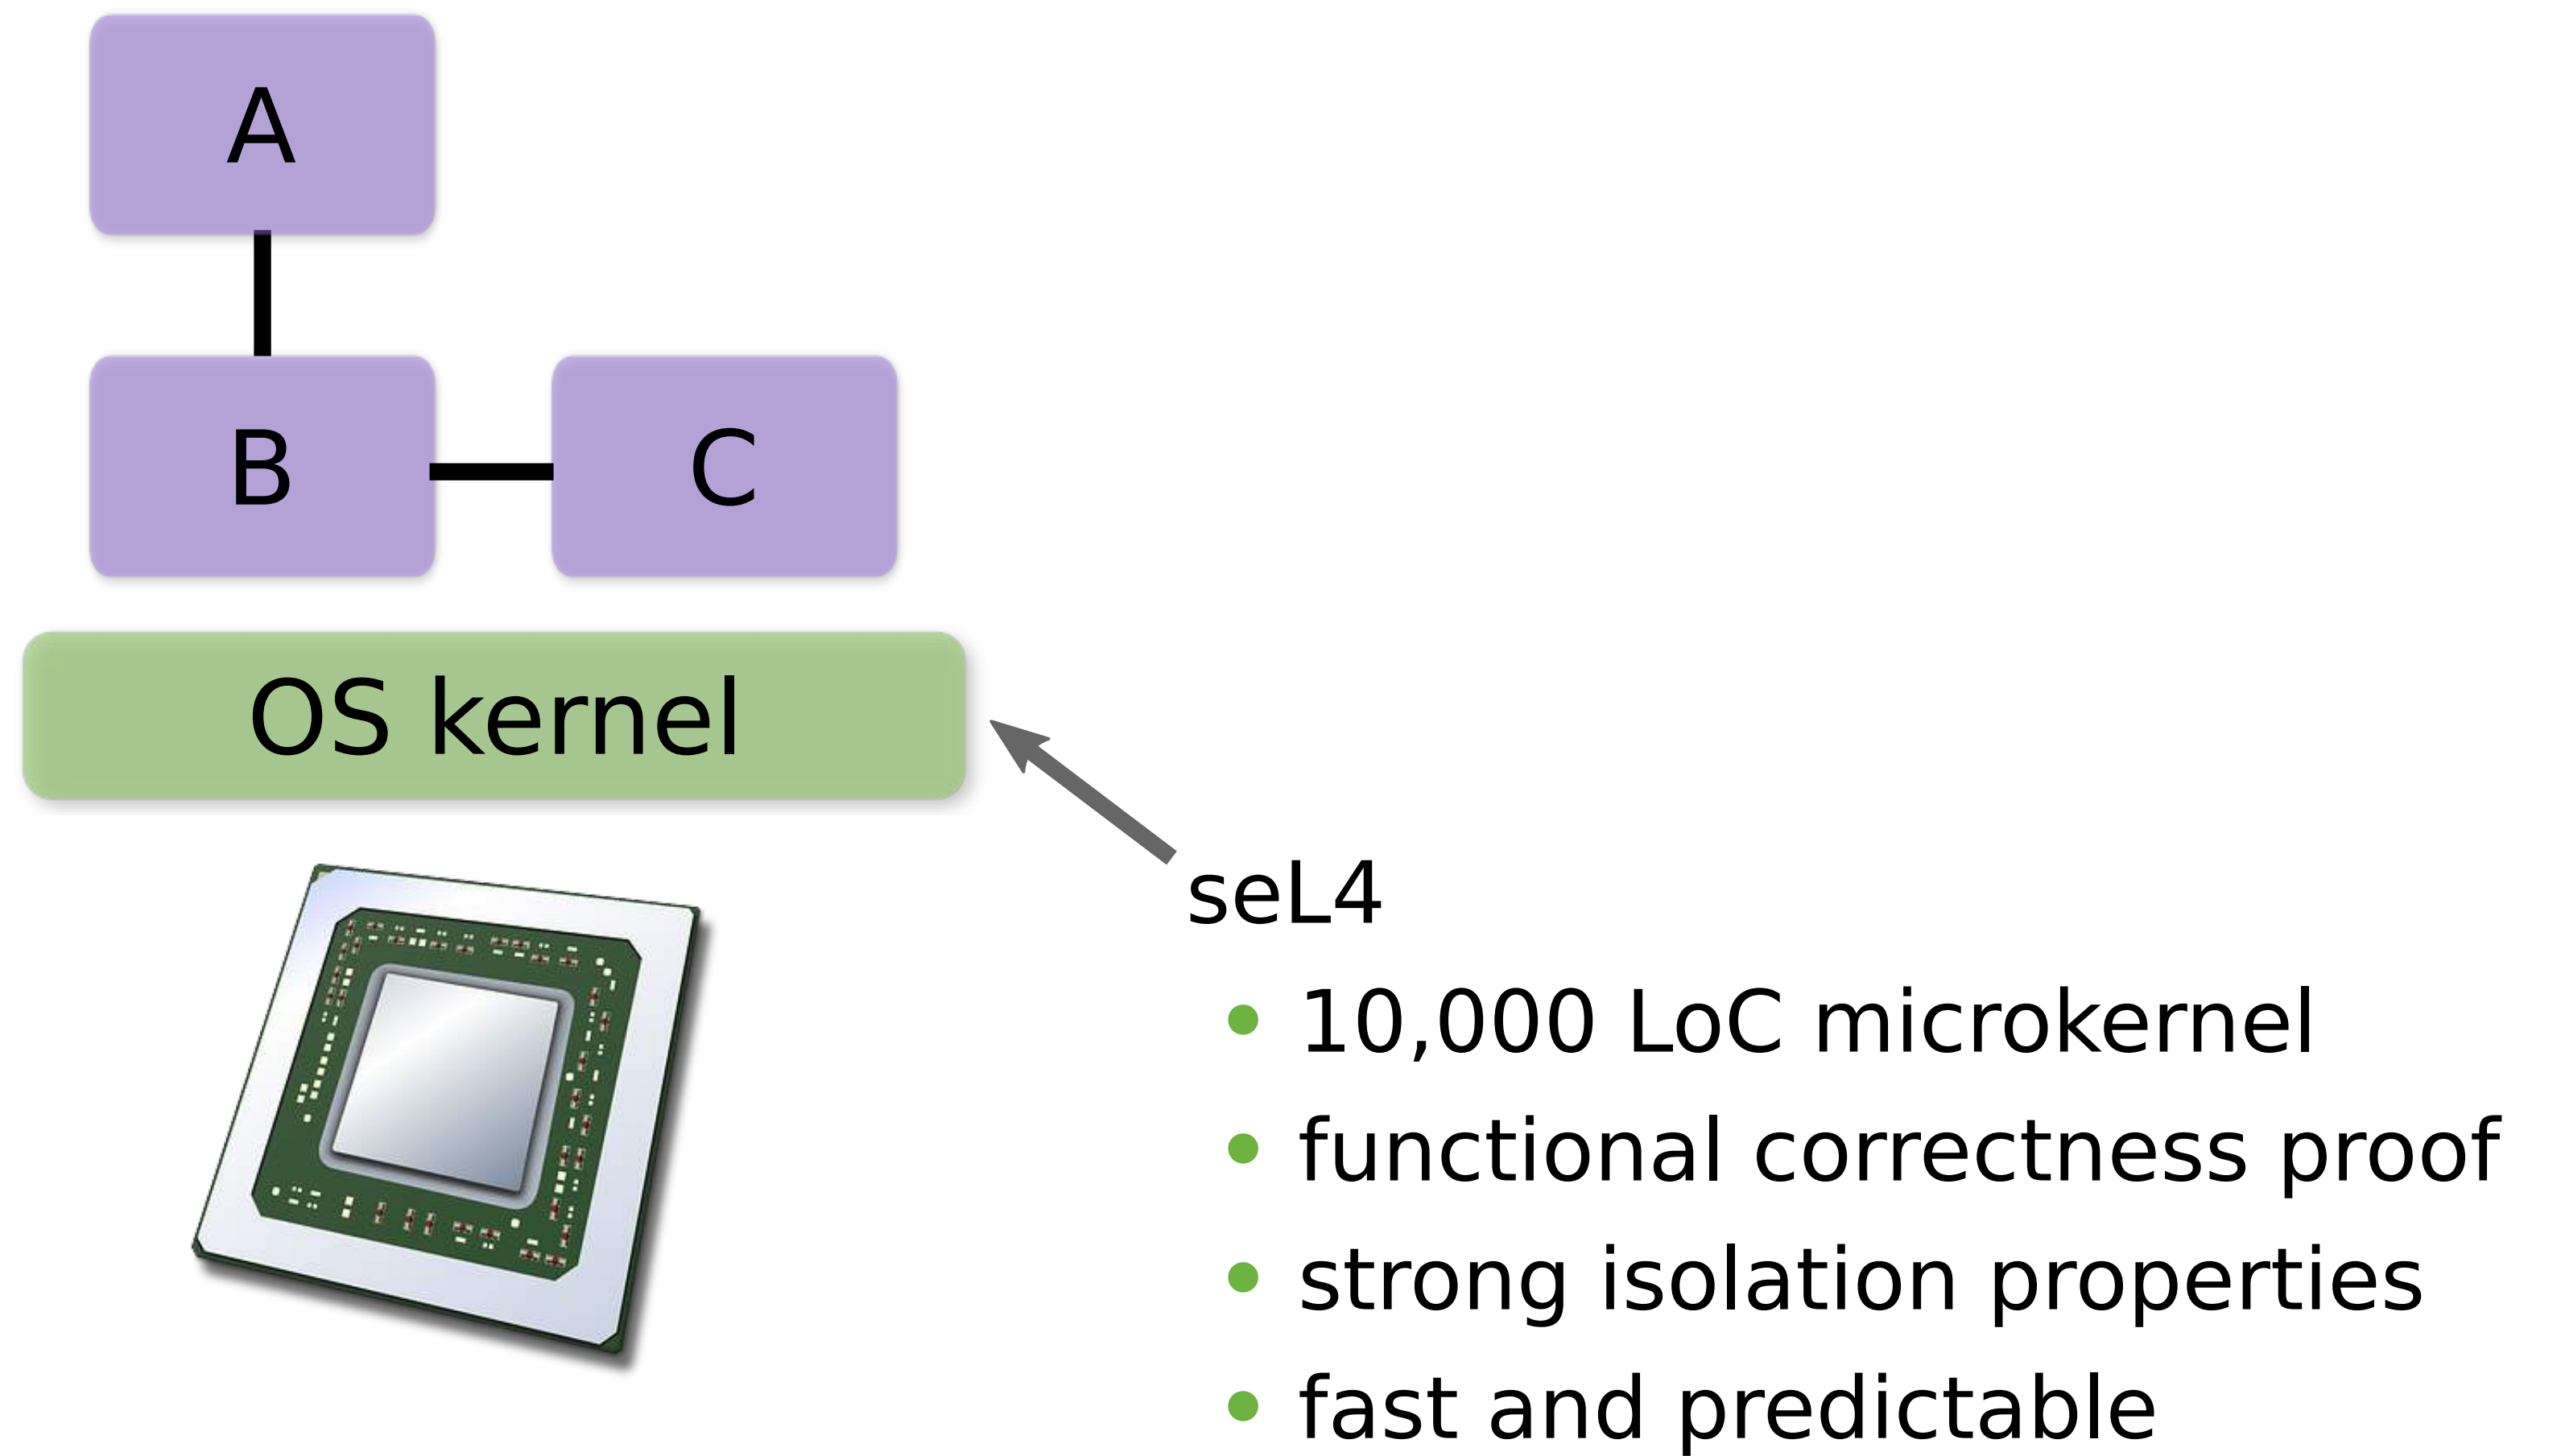 A
B
C
OS kernel
seL4
• 10,000 LoC microkernel
• functional correctness proof
• strong isolation properties
• fast and predictable